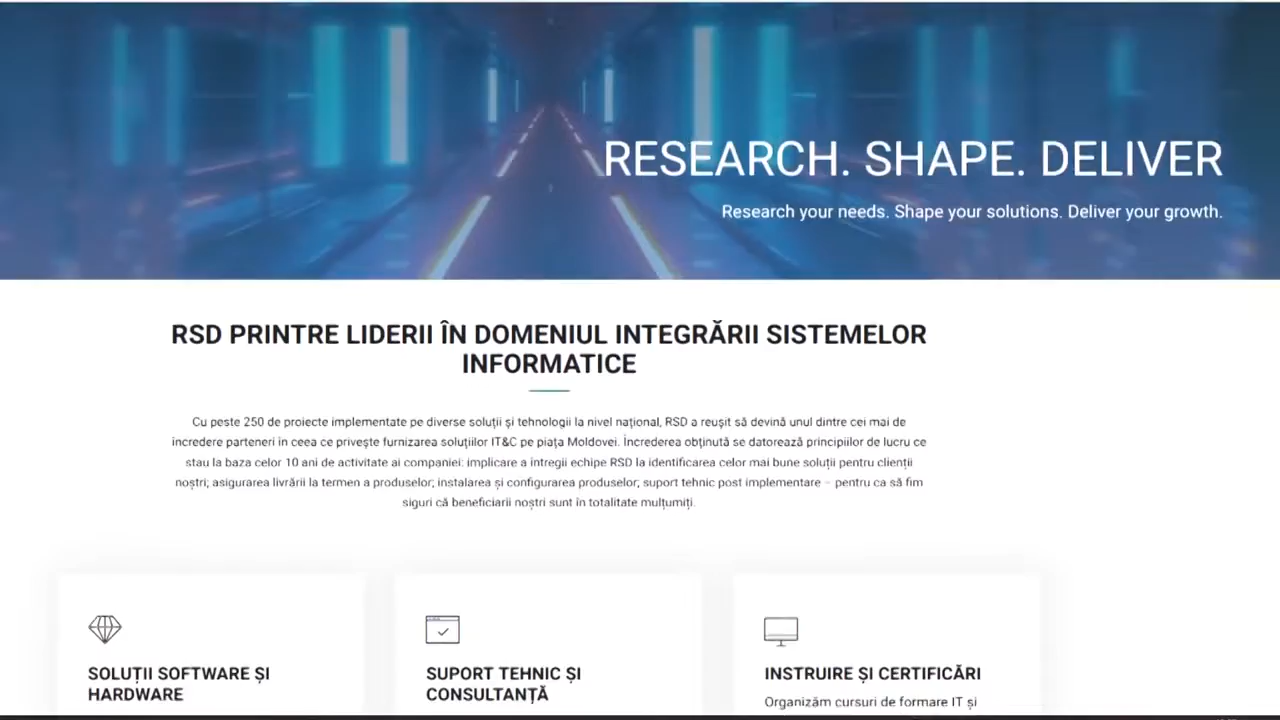 RESEARCH. SHAPE. DELIVER
Research your needs. Shape your solutions. Deliver your growth.
RSD PRINTRE LIDERII ÎN DOMENIUL INTEGRĂRII SISTEMELOR
INFORMATICE
Cu peste 250 de proiecte implementate pe diverse soluții și tehnologii la nivel național, RSD a reușit să devină unul dintre cei mai de
încredere parteneri în ceea ce privește furnizarea soluțiilor IT&C pe piața Moldovei. Încrederea obținută se datorează principiilor de lucru ce
stau la baza celor 10 ani de activitate ai companiei: implicare a întregii echipe RSD la identificarea celor mai bune soluții pentru clienții
noștri; asigurarea livrării la termen a produselor; instalarea și configurarea produselor; suport tehnic post implementare – pentru ca să fim
siguri că beneficiarii noștri sunt în totalitate mulțumiți.
SOLUȚII SOFTWARE ȘI
HARDWARE
SUPORT TEHNIC ȘI
CONSULTANȚĂ
INSTRUIRE ȘI CERTIFICĂRI
Organizăm cursuri de formare IT și